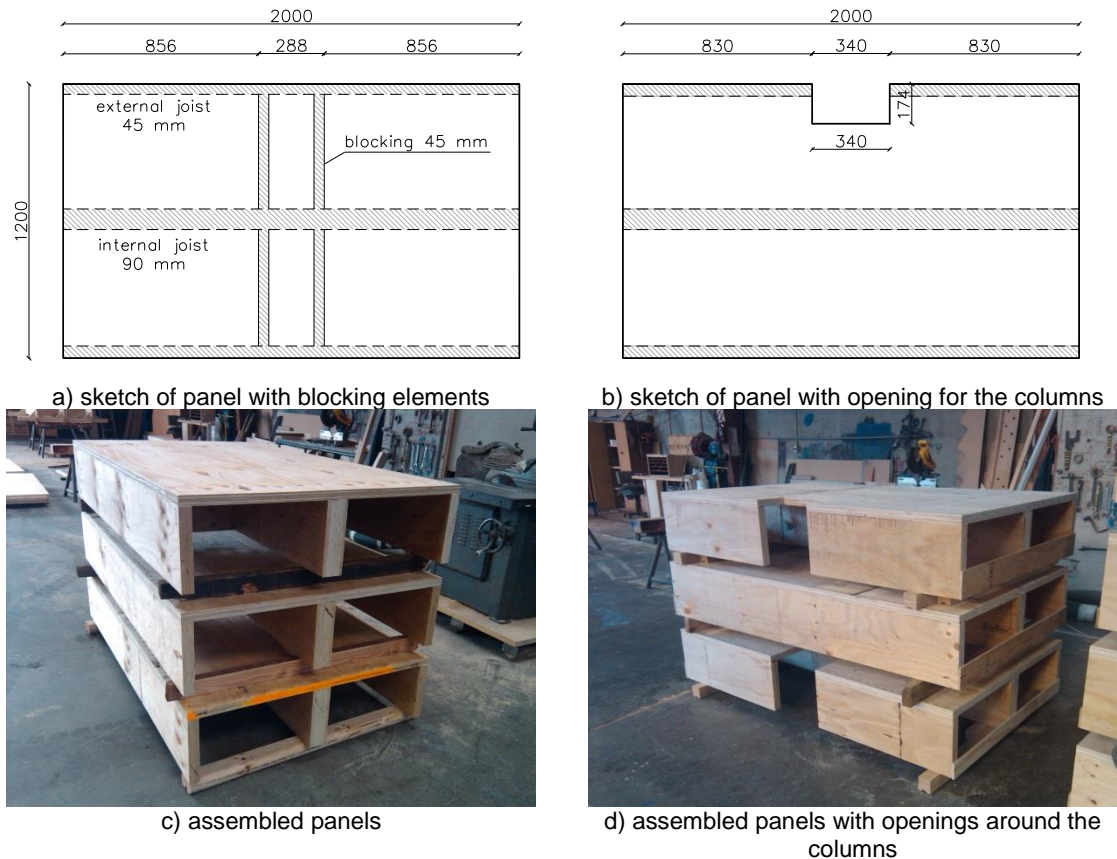 2000
856 288 856
external joist
45 mm
blocking 45 mm
1200
internal joist
90 mm
a) sketch of panel with blocking elements
2000
830 340 830
174
340
b) sketch of panel with opening for the columns
c) assembled panels
d) assembled panels with openings around the
columns